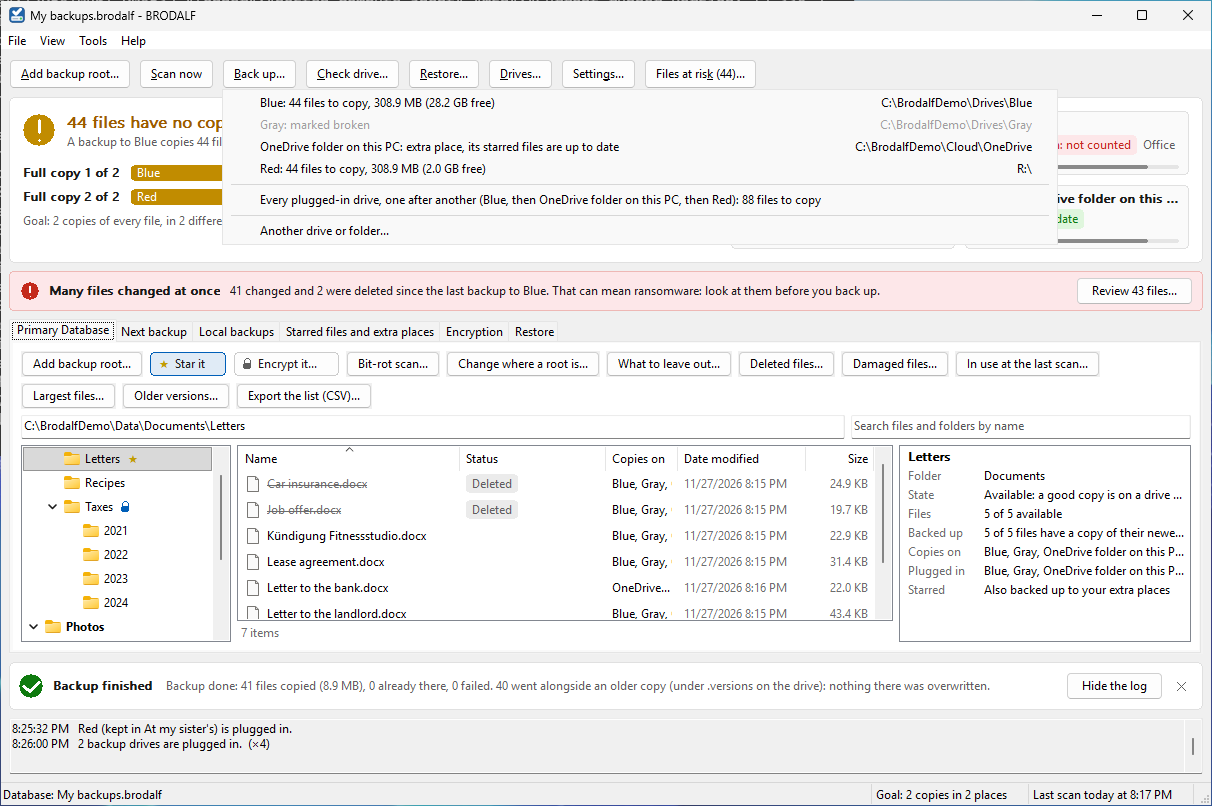 My backups.brodalf - BRODALF
File View Tools Help
Add backup root... Scan now Back up... Check drive... Restore... Drives... Settings... Files at risk (44)...
Blue: 44 files to copy, 308.9 MB (28.2 GB free) C:\BrodalfDemo\Drives\Blue
Gray: marked broken C:\BrodalfDemo\Drives\Gray
OneDrive folder on this PC: extra place, its starred files are up to date C:\BrodalfDemo\Cloud\OneDrive
Red: 44 files to copy, 308.9 MB (2.0 GB free) R:\
Every plugged-in drive, one after another (Blue, then OneDrive folder on this PC, then Red): 88 files to copy
Another drive or folder...
44 files have no cop
A backup to Blue copies 44 fil
Full copy 1 of 2 Blue
Full copy 2 of 2 Red
Goal: 2 copies of every file, in 2 differe
: not counted Office
ve folder on this ...
date
Many files changed at once 41 changed and 2 were deleted since the last backup to Blue. That can mean ransomware: look at them before you back up. Review 43 files...
Primary Database Next backup Local backups Starred files and extra places Encryption Restore
Add backup root... ★ Star it Encrypt it... Bit-rot scan... Change where a root is... What to leave out... Deleted files... Damaged files... In use at the last scan...
Largest files... Older versions... Export the list (CSV)...
C:\BrodalfDemo\Data\Documents\Letters Search files and folders by name
Letters ★
Recipes
Taxes
2021
2022
2023
2024
Photos
Name Status Copies on Date modified Size
Car insurance.docx Deleted Blue, Gray, 11/27/2026 8:15 PM 24.9 KB
Job offer.docx Deleted Blue, Gray, 11/27/2026 8:15 PM 19.7 KB
Kündigung Fitnessstudio.docx Blue, Gray, 11/27/2026 8:15 PM 22.9 KB
Lease agreement.docx Blue, Gray, 11/27/2026 8:15 PM 31.4 KB
Letter to the bank.docx OneDrive... 11/27/2026 8:16 PM 22.0 KB
Letter to the landlord.docx Blue, Gray, 11/27/2026 8:15 PM 43.4 KB
7 items
Letters
Folder Documents
State Available: a good copy is on a drive ...
Files 5 of 5 available
Backed up 5 of 5 files have a copy of their newe...
Copies on Blue, Gray, OneDrive folder on this P...
Plugged in Blue, Gray, OneDrive folder on this P...
Starred Also backed up to your extra places
Backup finished Backup done: 41 files copied (8.9 MB), 0 already there, 0 failed. 40 went alongside an older copy (under .versions on the drive): nothing there was overwritten. Hide the log
8:25:32 PM Red (kept in At my sister's) is plugged in.
8:26:00 PM 2 backup drives are plugged in. (×4)
Database: My backups.brodalf Goal: 2 copies in 2 places Last scan today at 8:17 PM